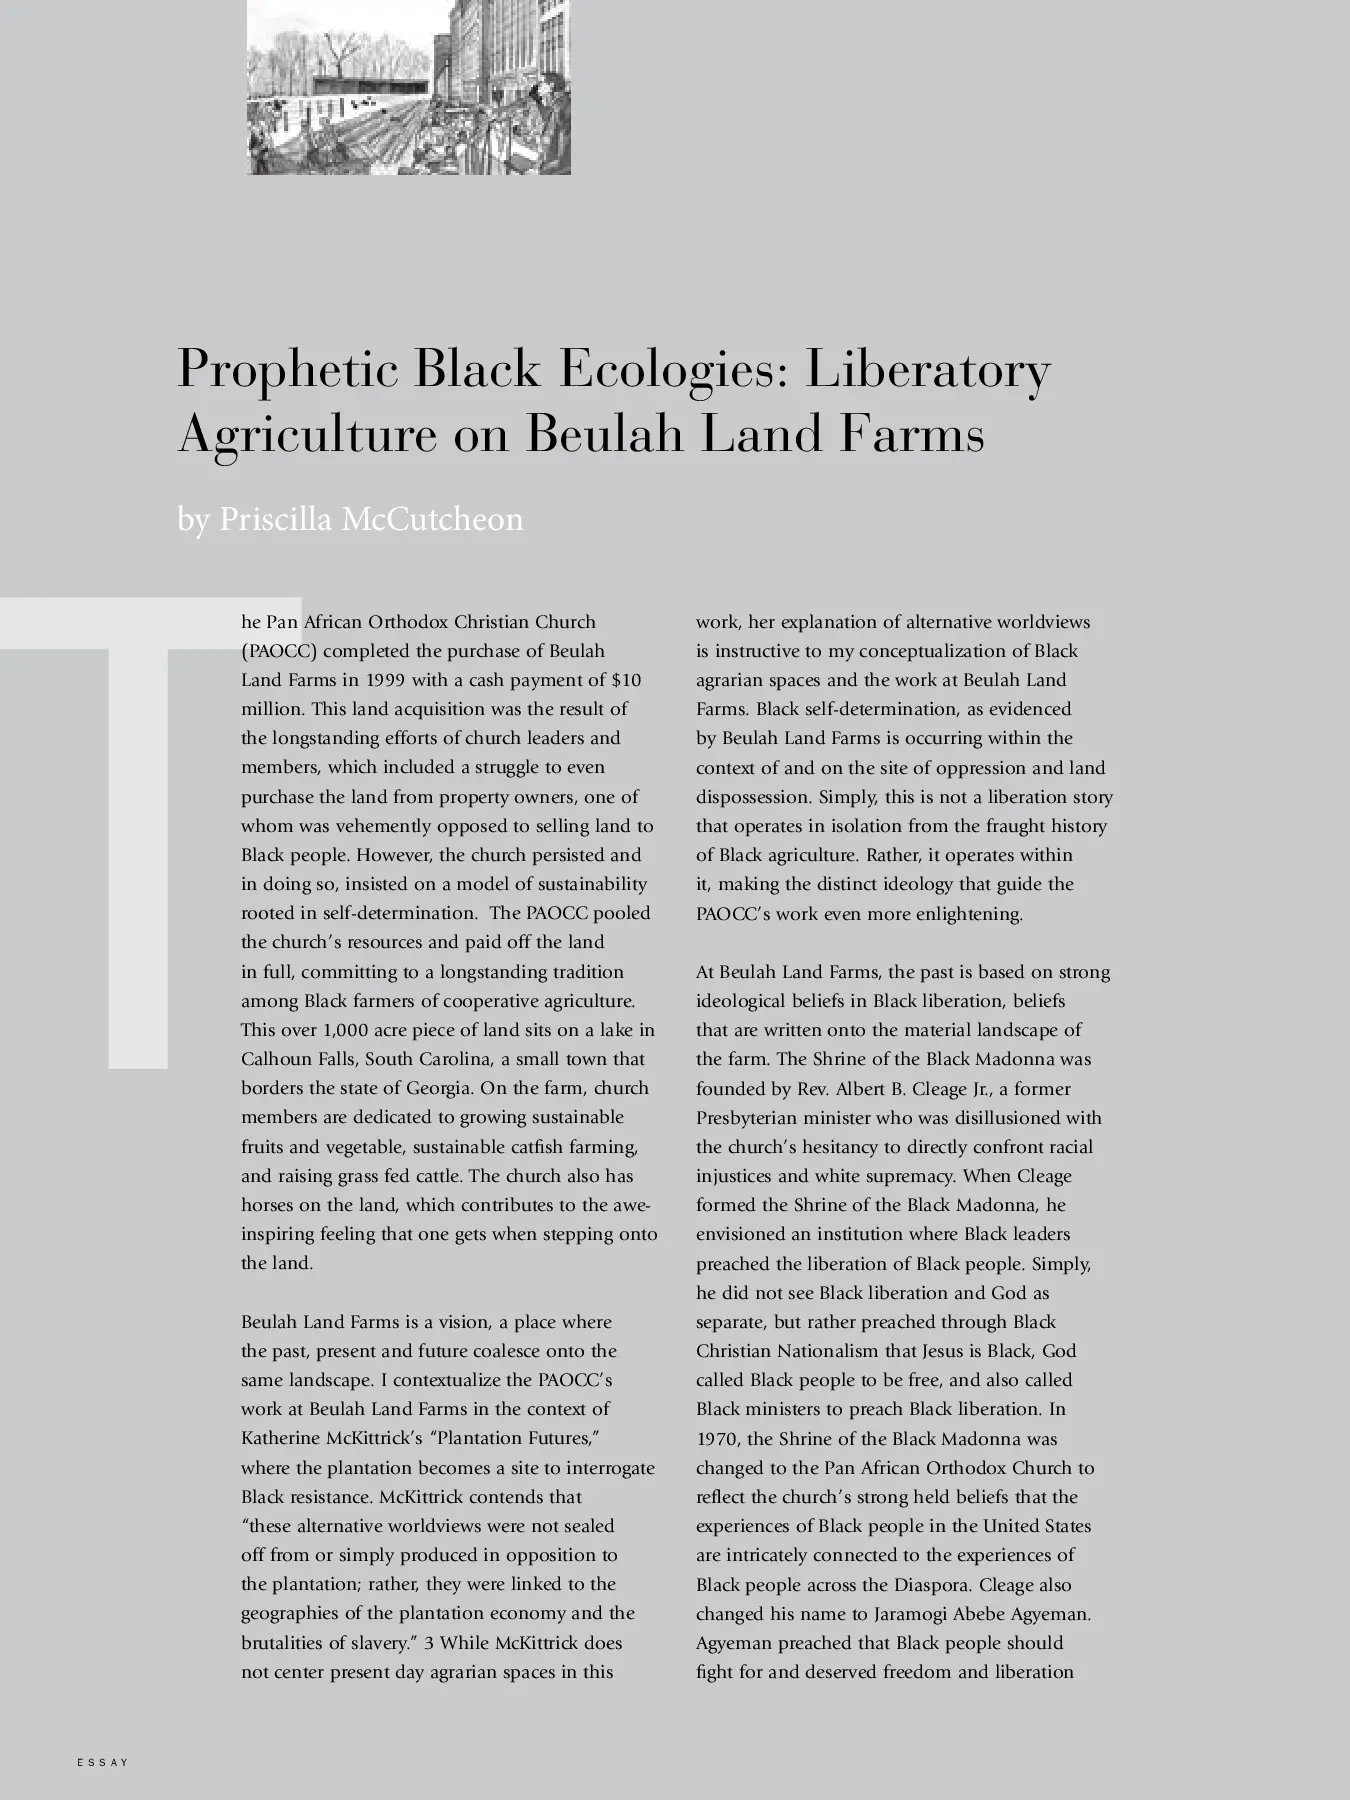 Prophetic Black Ecologies: Liberatory
Agriculture on Beulah Land Farms
by Priscilla McCutcheon
The Pan African Orthodox Christian Church
(PAOCC) completed the purchase of Beulah
Land Farms in 1999 with a cash payment of $10
million. This land acquisition was the result of
the longstanding efforts of church leaders and
members, which included a struggle to even
purchase the land from property owners, one of
whom was vehemently opposed to selling land to
Black people. However, the church persisted and
in doing so, insisted on a model of sustainability
rooted in self-determination.  The PAOCC pooled
the church's resources and paid off the land
in full, committing to a longstanding tradition
among Black farmers of cooperative agriculture.
This over 1,000 acre piece of land sits on a lake in
Calhoun Falls, South Carolina, a small town that
borders the state of Georgia. On the farm, church
members are dedicated to growing sustainable
fruits and vegetable, sustainable catfish farming,
and raising grass fed cattle. The church also has
horses on the land, which contributes to the awe-
inspiring feeling that one gets when stepping onto
the land.
Beulah Land Farms is a vision, a place where
the past, present and future coalesce onto the
same landscape. I contextualize the PAOCC's
work at Beulah Land Farms in the context of
Katherine McKittrick's “Plantation Futures,”
where the plantation becomes a site to interrogate
Black resistance. McKittrick contends that
“these alternative worldviews were not sealed
off from or simply produced in opposition to
the plantation; rather, they were linked to the
geographies of the plantation economy and the
brutalities of slavery.” 3 While McKittrick does
not center present day agrarian spaces in this
work, her explanation of alternative worldviews
is instructive to my conceptualization of Black
agrarian spaces and the work at Beulah Land
Farms. Black self-determination, as evidenced
by Beulah Land Farms is occurring within the
context of and on the site of oppression and land
dispossession. Simply, this is not a liberation story
that operates in isolation from the fraught history
of Black agriculture. Rather, it operates within
it, making the distinct ideology that guide the
PAOCC's work even more enlightening.
At Beulah Land Farms, the past is based on strong
ideological beliefs in Black liberation, beliefs
that are written onto the material landscape of
the farm. The Shrine of the Black Madonna was
founded by Rev. Albert B. Cleage Jr., a former
Presbyterian minister who was disillusioned with
the church's hesitancy to directly confront racial
injustices and white supremacy. When Cleage
formed the Shrine of the Black Madonna, he
envisioned an institution where Black leaders
preached the liberation of Black people. Simply,
he did not see Black liberation and God as
separate, but rather preached through Black
Christian Nationalism that Jesus is Black, God
called Black people to be free, and also called
Black ministers to preach Black liberation. In
1970, the Shrine of the Black Madonna was
changed to the Pan African Orthodox Church to
reflect the church's strong held beliefs that the
experiences of Black people in the United States
are intricately connected to the experiences of
Black people across the Diaspora. Cleage also
changed his name to Jaramogi Abebe Agyeman.
Agyeman preached that Black people should
fight for and deserved freedom and liberation
ESSAY